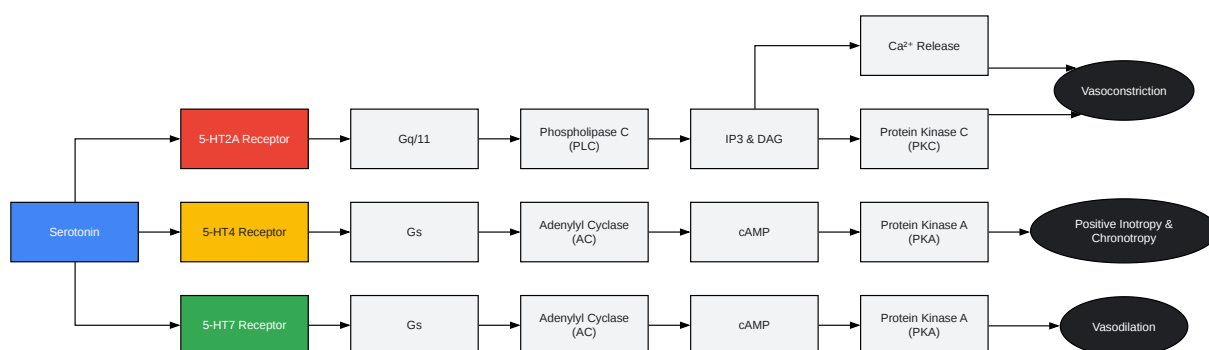 Ca²⁺ Release
Vasoconstriction
5-HT2A Receptor
Gq/11
Phospholipase C
(PLC)
IP3 & DAG
Protein Kinase C
(PKC)
Serotonin
5-HT4 Receptor
Gs
Adenylyl Cyclase
(AC)
cAMP
Protein Kinase A
(PKA)
Positive Inotropy &
Chronotropy
5-HT7 Receptor
Gs
Adenylyl Cyclase
(AC)
cAMP
Protein Kinase A
(PKA)
Vasodilation